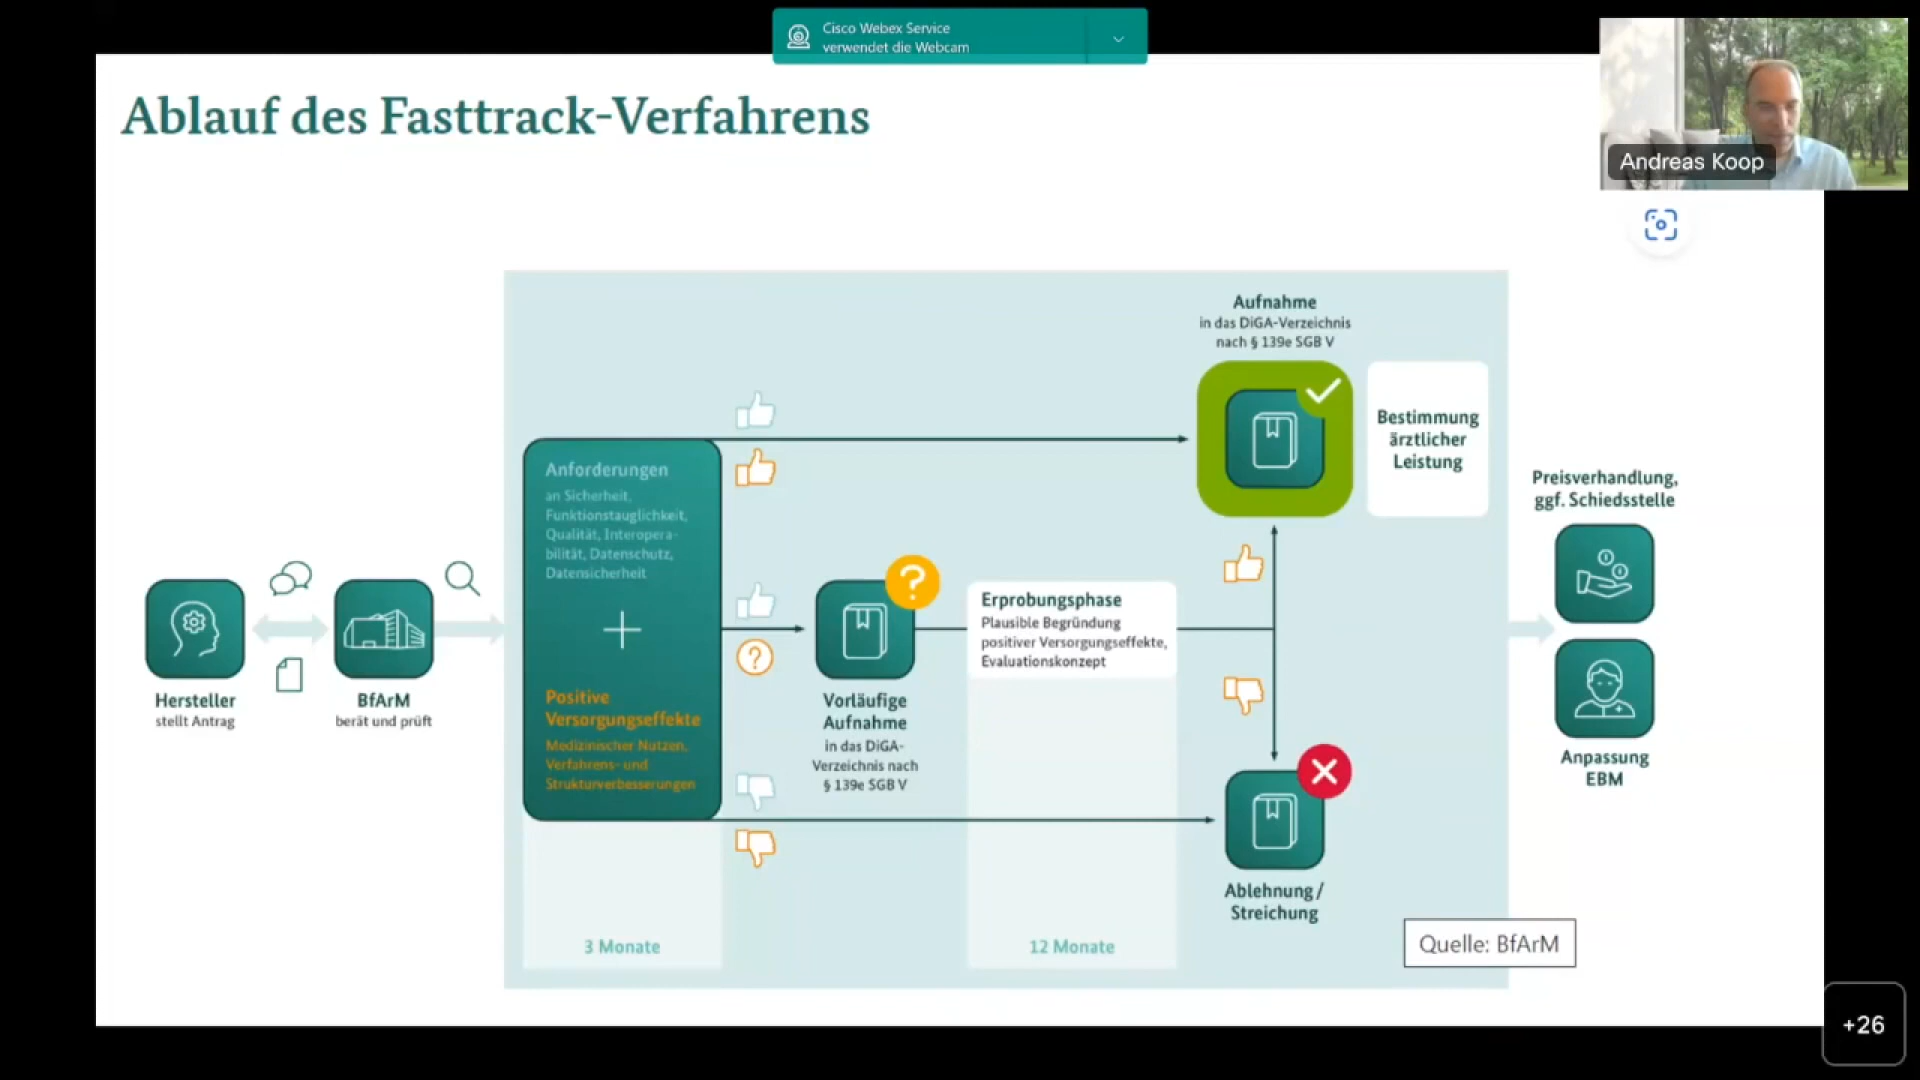 Cisco Webex Service
verwendet die Webcam
Ablauf des Fasttrack-Verfahrens
Andreas Koop
Aufnahme
in das DiGA-Verzeichnis
nach § 139e SGB V
Bestimmung
ärztlicher
Leistung
Anforderungen
an Sicherheit,
Funktionstauglichkeit,
Qualität, Interopera-
bilität, Datenschutz,
Datensicherheit
+
Positive
Versorgungseffekte
Medizinischer Nutzen,
Verfahrens- und
Strukturverbesserungen
3 Monate
Hersteller
stellt Antrag
BfArM
berät und prüft
?
?
Vorläufige
Aufnahme
in das DiGA-
Verzeichnis nach
§ 139e SGB V
Erprobungsphase
Plausible Begründung
positiver Versorgungseffekte,
Evaluationskonzept
12 Monate
Ablehnung/
Streichung
Preisverhandlung,
ggf. Schiedsstelle
Anpassung
EBM
Quelle: BfArM
+26